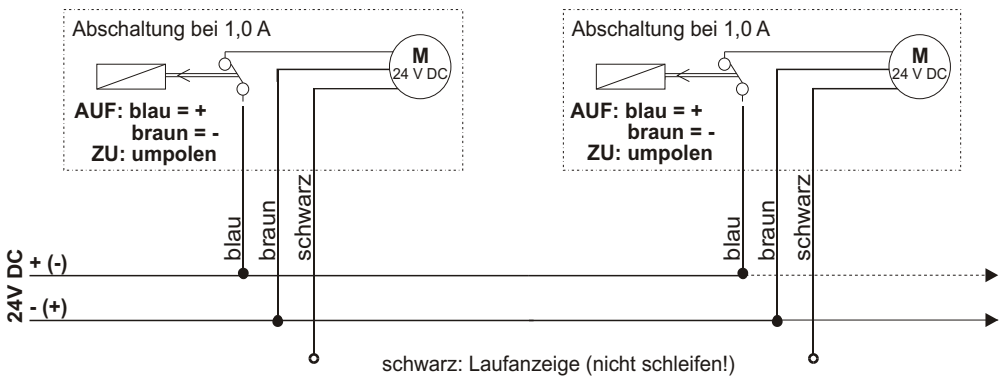 Abschaltung bei 1,0 A
M
24 V DC
AUF: blau = +
braun = -
ZU: umpolen
blau
braun
schwarz
Abschaltung bei 1,0 A
M
24 V DC
AUF: blau = +
braun = -
ZU: umpolen
blau
braun
schwarz
24V DC
+ (-)
- (+)
schwarz: Laufanzeige (nicht schleifen!)